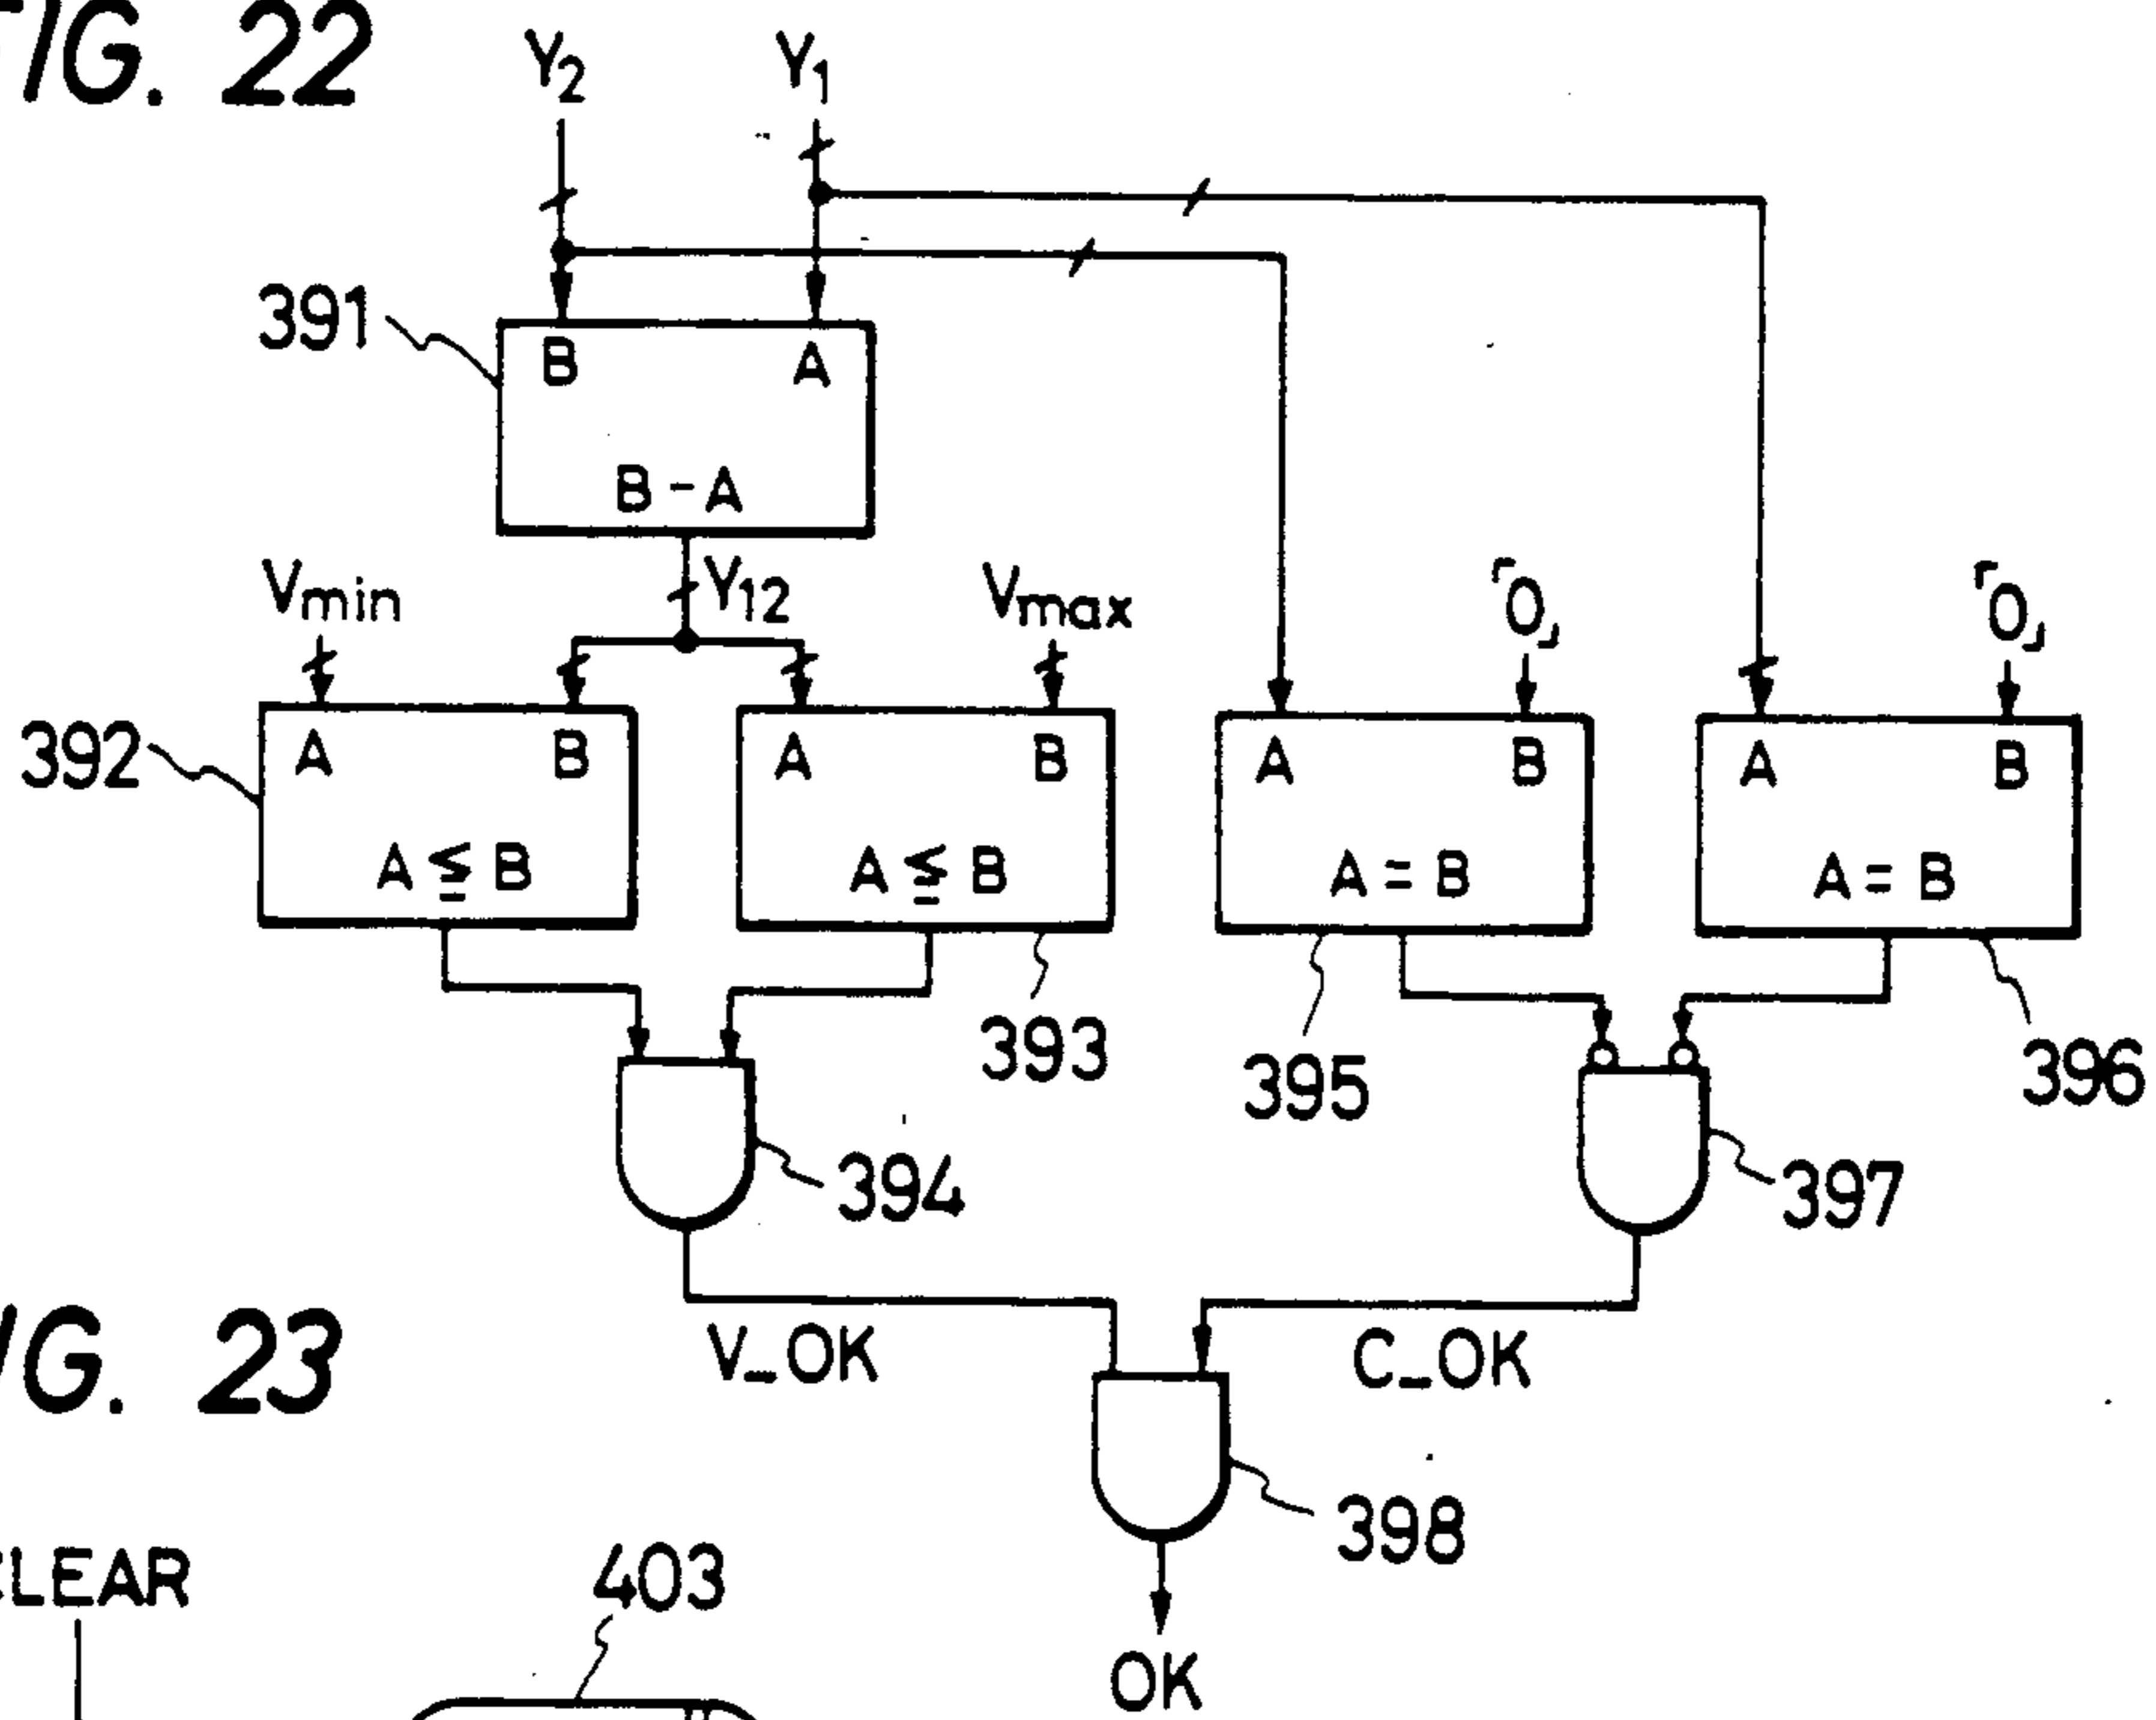 FIG. 22
Y2 Y1
391
B A
B - A
Vmin Y12 Vmax 「0」 「0」
392
A B A B A B A B
A ≦ B A ≦ B A = B A = B
393 395 396
394 397
V_OK C_OK
FIG. 23
398
CLEAR 403
OK